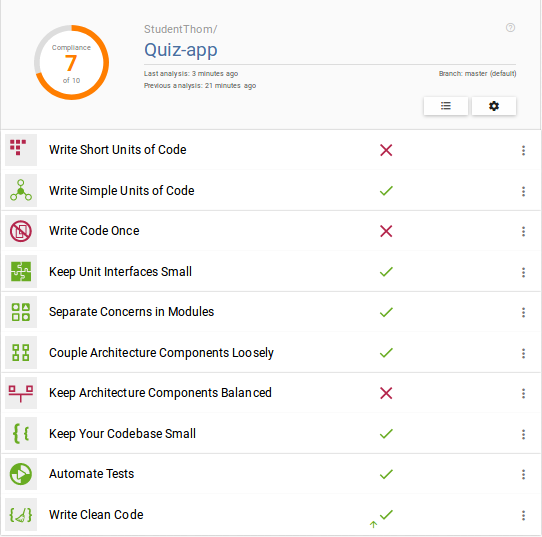 Compliance
7
of 10
StudentThom/
Quiz-app
Last analysis: 3 minutes ago
Branch: master (default)
Previous analysis: 21 minutes ago
Write Short Units of Code
Write Simple Units of Code
Write Code Once
Keep Unit Interfaces Small
Separate Concerns in Modules
Couple Architecture Components Loosely
Keep Architecture Components Balanced
Keep Your Codebase Small
Automate Tests
Write Clean Code